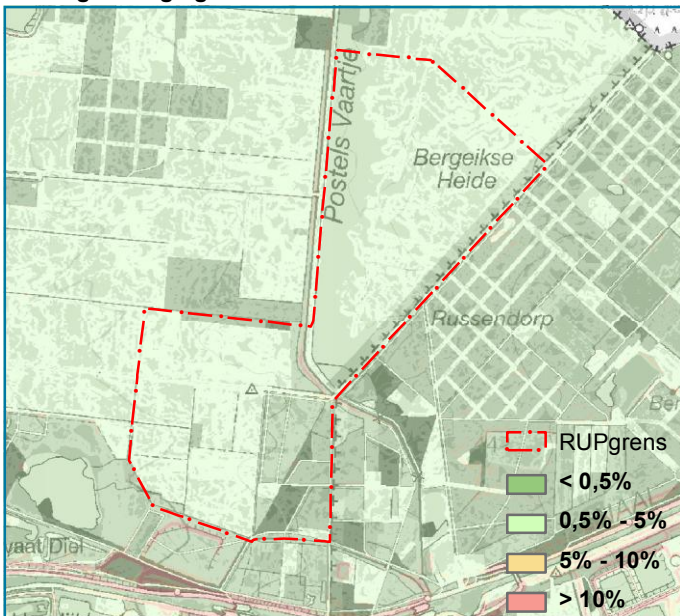 Postels Vaartje
Bergeikse
Heide
Russendorp
RUPgrens
< 0,5%
0,5% - 5%
5% - 10%
> 10%